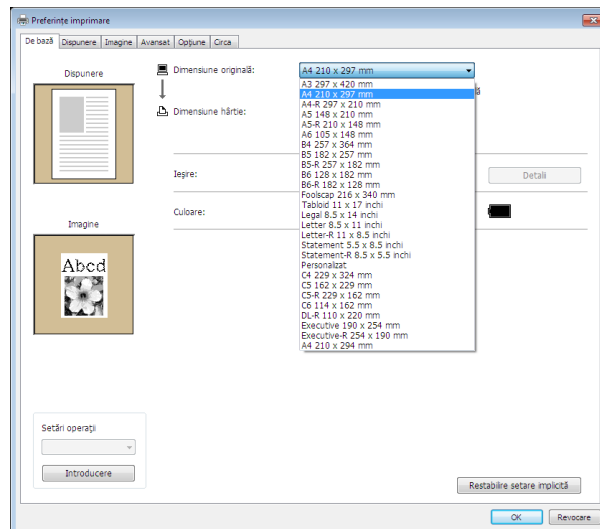 Preferințe imprimare
De bază Dispunere Imagine Avansat Opțiune Circa
Dispunere
Dimensiune originală:
A4 210 x 297 mm
Dimensiune hârtie:
A3 297 x 420 mm
A4 210 x 297 mm
A4-R 297 x 210 mm
A5 148 x 210 mm
A5-R 210 x 148 mm
A6 105 x 148 mm
B4 257 x 364 mm
B5 182 x 257 mm
B5-R 257 x 182 mm
B6 128 x 182 mm
B6-R 182 x 128 mm
Foolscap 216 x 340 mm
Tabloid 11 x 17 inchi
Legal 8.5 x 14 inchi
Letter 8.5 x 11 inchi
Letter-R 11 x 8.5 inchi
Statement 5.5 x 8.5 inchi
Statement-R 8.5 x 5.5 inchi
Personalizat
C4 229 x 324 mm
C5 162 x 229 mm
C5-R 229 x 162 mm
C6 114 x 162 mm
DL-R 110 x 220 mm
Executive 190 x 254 mm
Executive-R 254 x 190 mm
A4 210 x 294 mm
Ieșire:
Detalii
Culoare:
Imagine
Abcd
Setări operații
Introducere
Restabilire setare implicită
OK Revocare